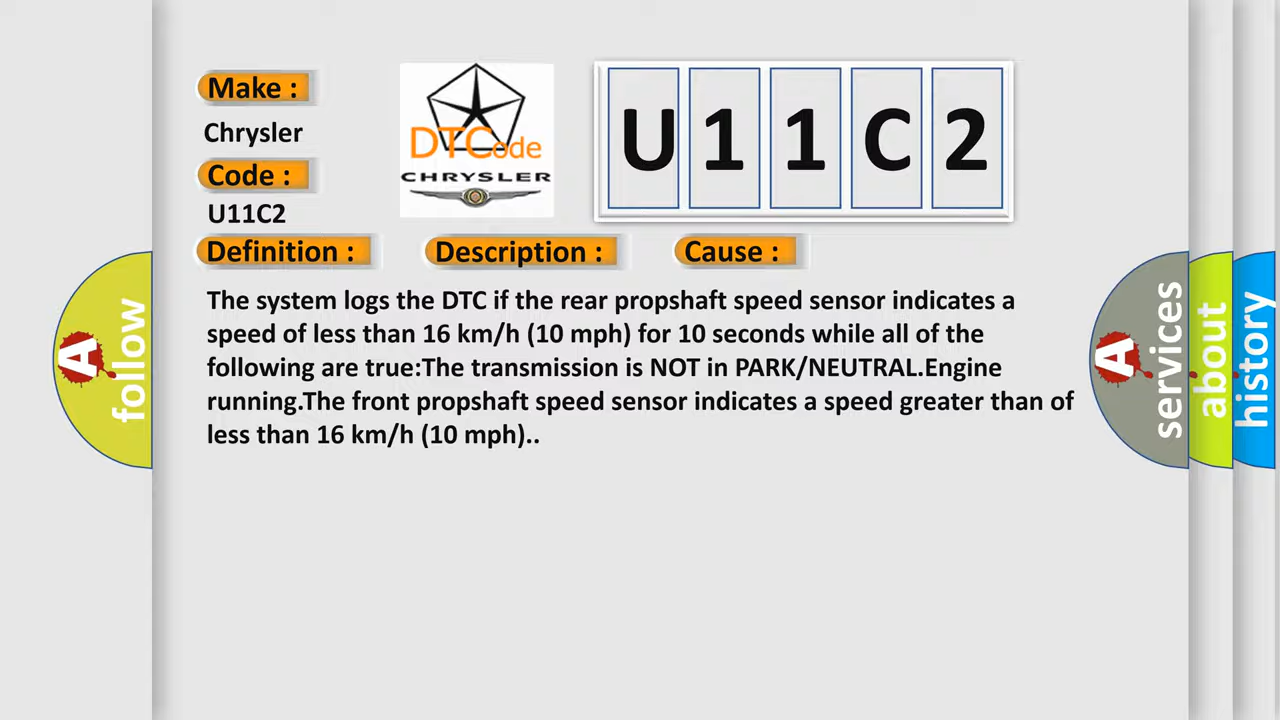 Make :
Chrysler
Code :
U11C2
DTCode
CHRYSLER
U 1 1 C 2
Definition :
Description :
Cause :
The system logs the DTC if the rear propshaft speed sensor indicates a
speed of less than 16 km/h (10 mph) for 10 seconds while all of the
following are true:The transmission is NOT in PARK/NEUTRAL.Engine
running.The front propshaft speed sensor indicates a speed greater than of
less than 16 km/h (10 mph)..
A follow
A services
about
history